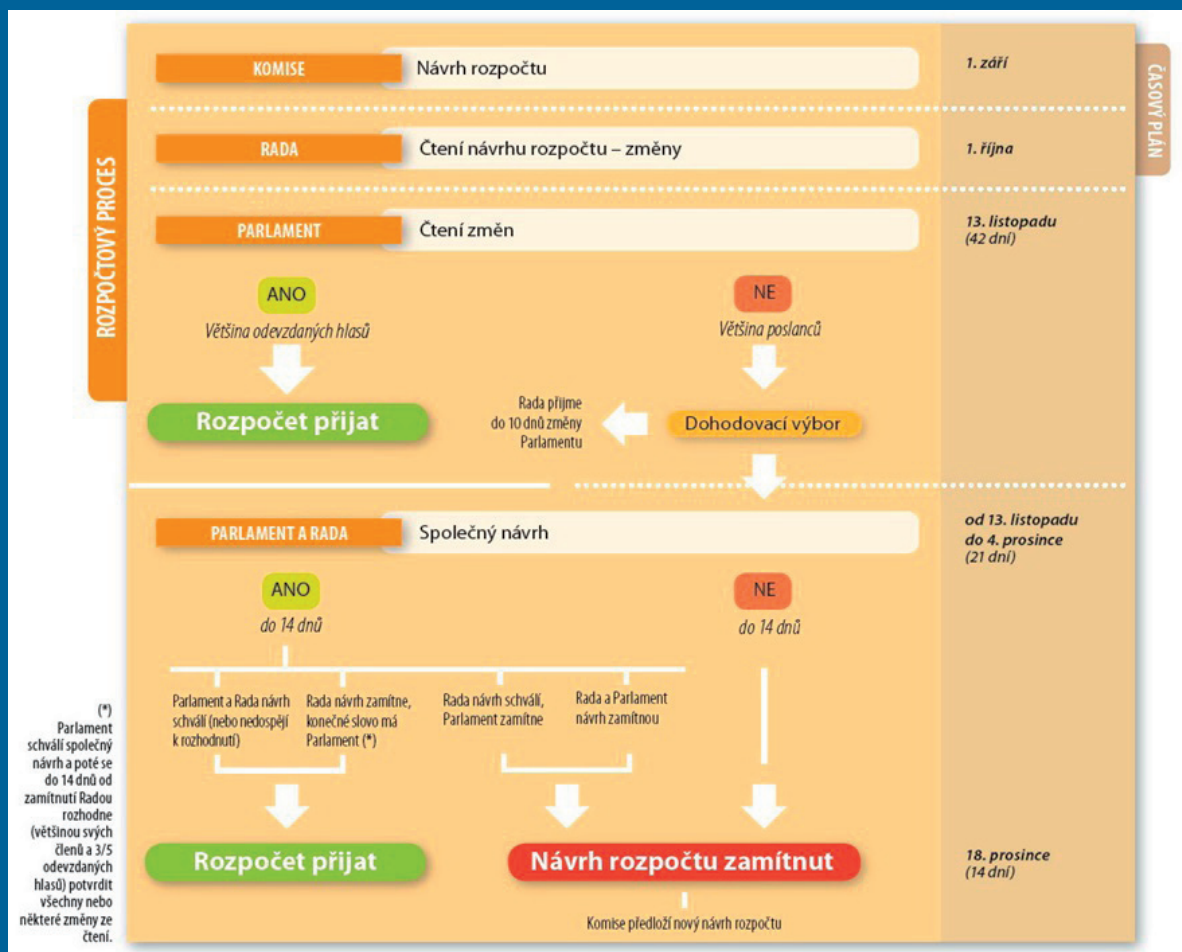 ROZPOČTOVÝ PROCES
ČASOVÝ PLÁN
KOMISE
Návrh rozpočtu
1. září
RADA
Čtení návrhu rozpočtu – změny
1. října
PARLAMENT
Čtení změn
13. listopadu
(42 dní)
ANO
Většina odevzdaných hlasů
NE
Většina poslanců
Rozpočet přijat
Rada přijme
do 10 dnů změny
Parlamentu
Dohodovací výbor
PARLAMENT A RADA
Společný návrh
od 13. listopadu
do 4. prosince
(21 dní)
ANO
do 14 dnů
NE
do 14 dnů
Parlament a Rada návrh
schválí (nebo nedospějí
k rozhodnutí)
Rada návrh zamítne,
konečné slovo má
Parlament (*)
Rada návrh schválí,
Parlament zamítne
Rada a Parlament
návrh zamítnou
Rozpočet přijat
Návrh rozpočtu zamítnut
18. prosince
(14 dní)
Komise předloží nový návrh rozpočtu
(*)
Parlament
schválí společný
návrh a poté se
do 14 dnů od
zamítnutí Radou
rozhodne
(většinou svých
členů a 3/5
odevzdaných
hlasů) potvrdit
všechny nebo
některé změny ze
čtení.